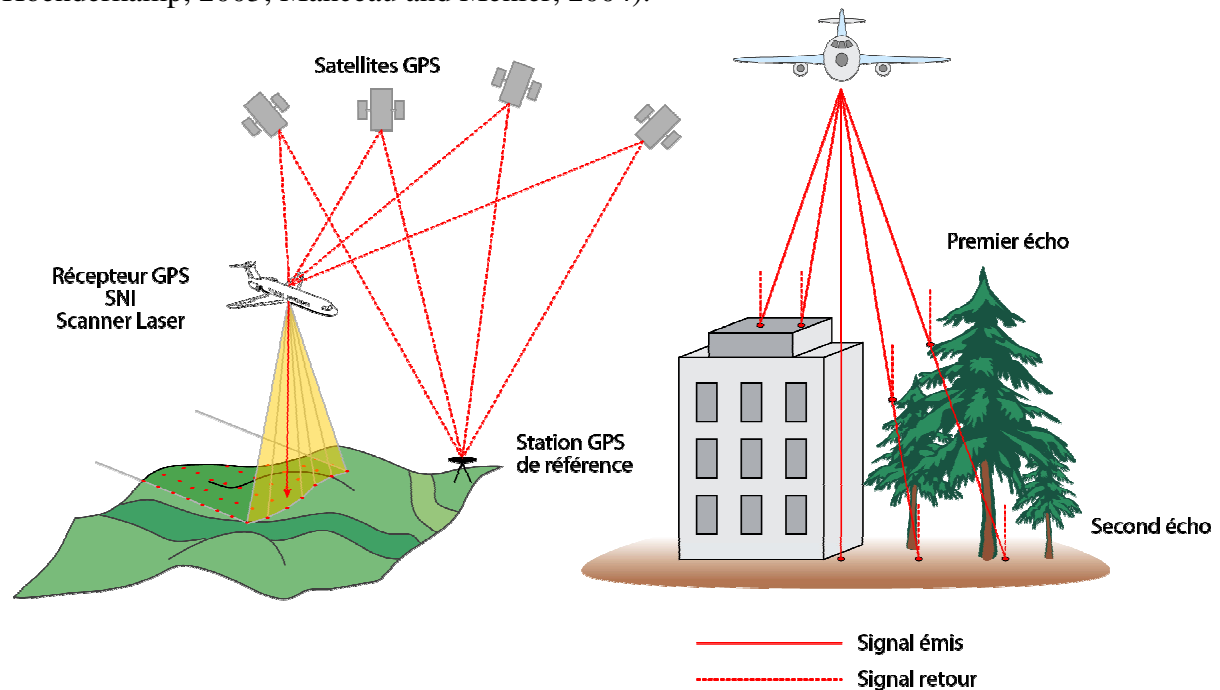 2004).
Satellites GPS
Récepteur GPS
SNI
Scanner Laser
Station GPS
de référence
Premier écho
Second écho
Signal émis
Signal retour